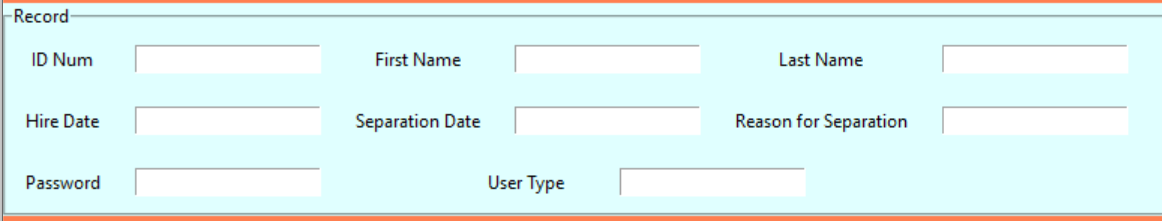 Record
ID Num First Name Last Name
Hire Date Separation Date Reason for Separation
Password User Type